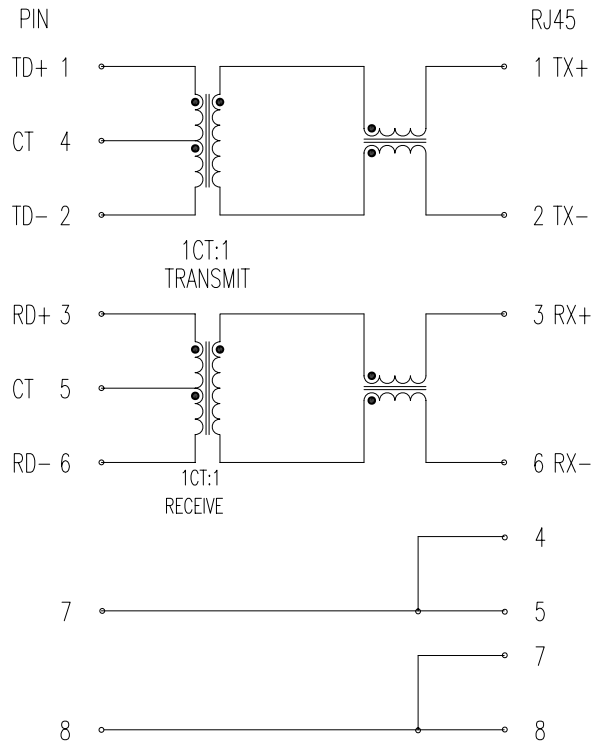 PIN RJ45
TD+ 1 1 TX+
CT 4
TD- 2 2 TX-
1CT:1
TRANSMIT
RD+ 3 3 RX+
CT 5
RD- 6 6 RX-
1CT:1
RECEIVE
4
7 5
7
8 8